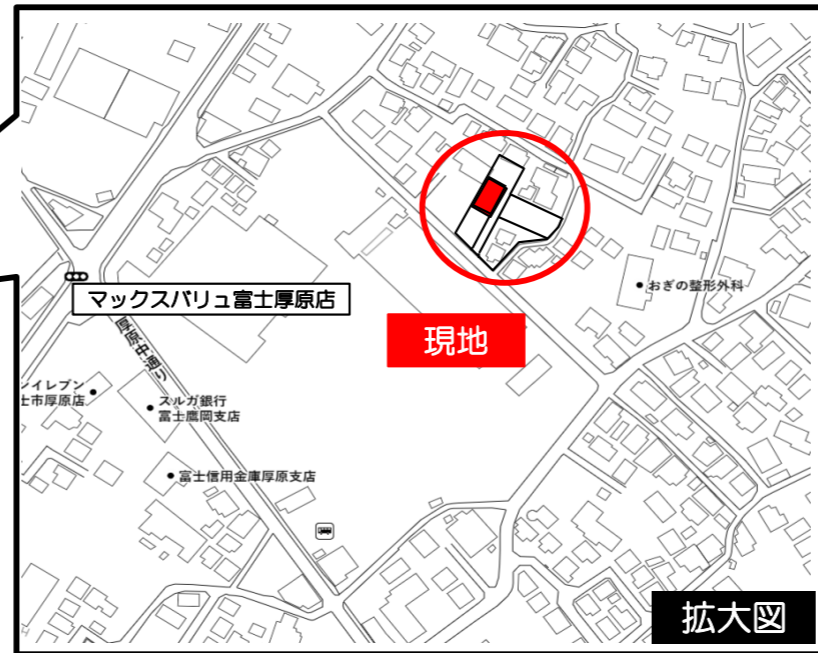 おぎの整形外科
マックスバリュ富士厚原店
現地
厚原中通り
ンイレブン
士市厚原店
スルガ銀行
富士鷹岡支店
富士信用金庫厚原支店
拡大図